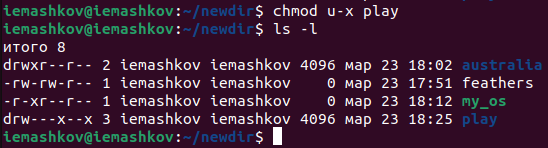 iemashkov@iemashkov:~/newdir$ chmod u-x play
iemashkov@iemashkov:~/newdir$ ls -l
итого 8
drwxr--r-- 2 iemashkov iemashkov 4096 мар 23 18:02 australia
-rw-rw-r-- 1 iemashkov iemashkov    0 мар 23 17:51 feathers
-r-xr--r-- 1 iemashkov iemashkov    0 мар 23 18:12 my_os
drw---x--x 3 iemashkov iemashkov 4096 мар 23 18:25 play
iemashkov@iemashkov:~/newdir$